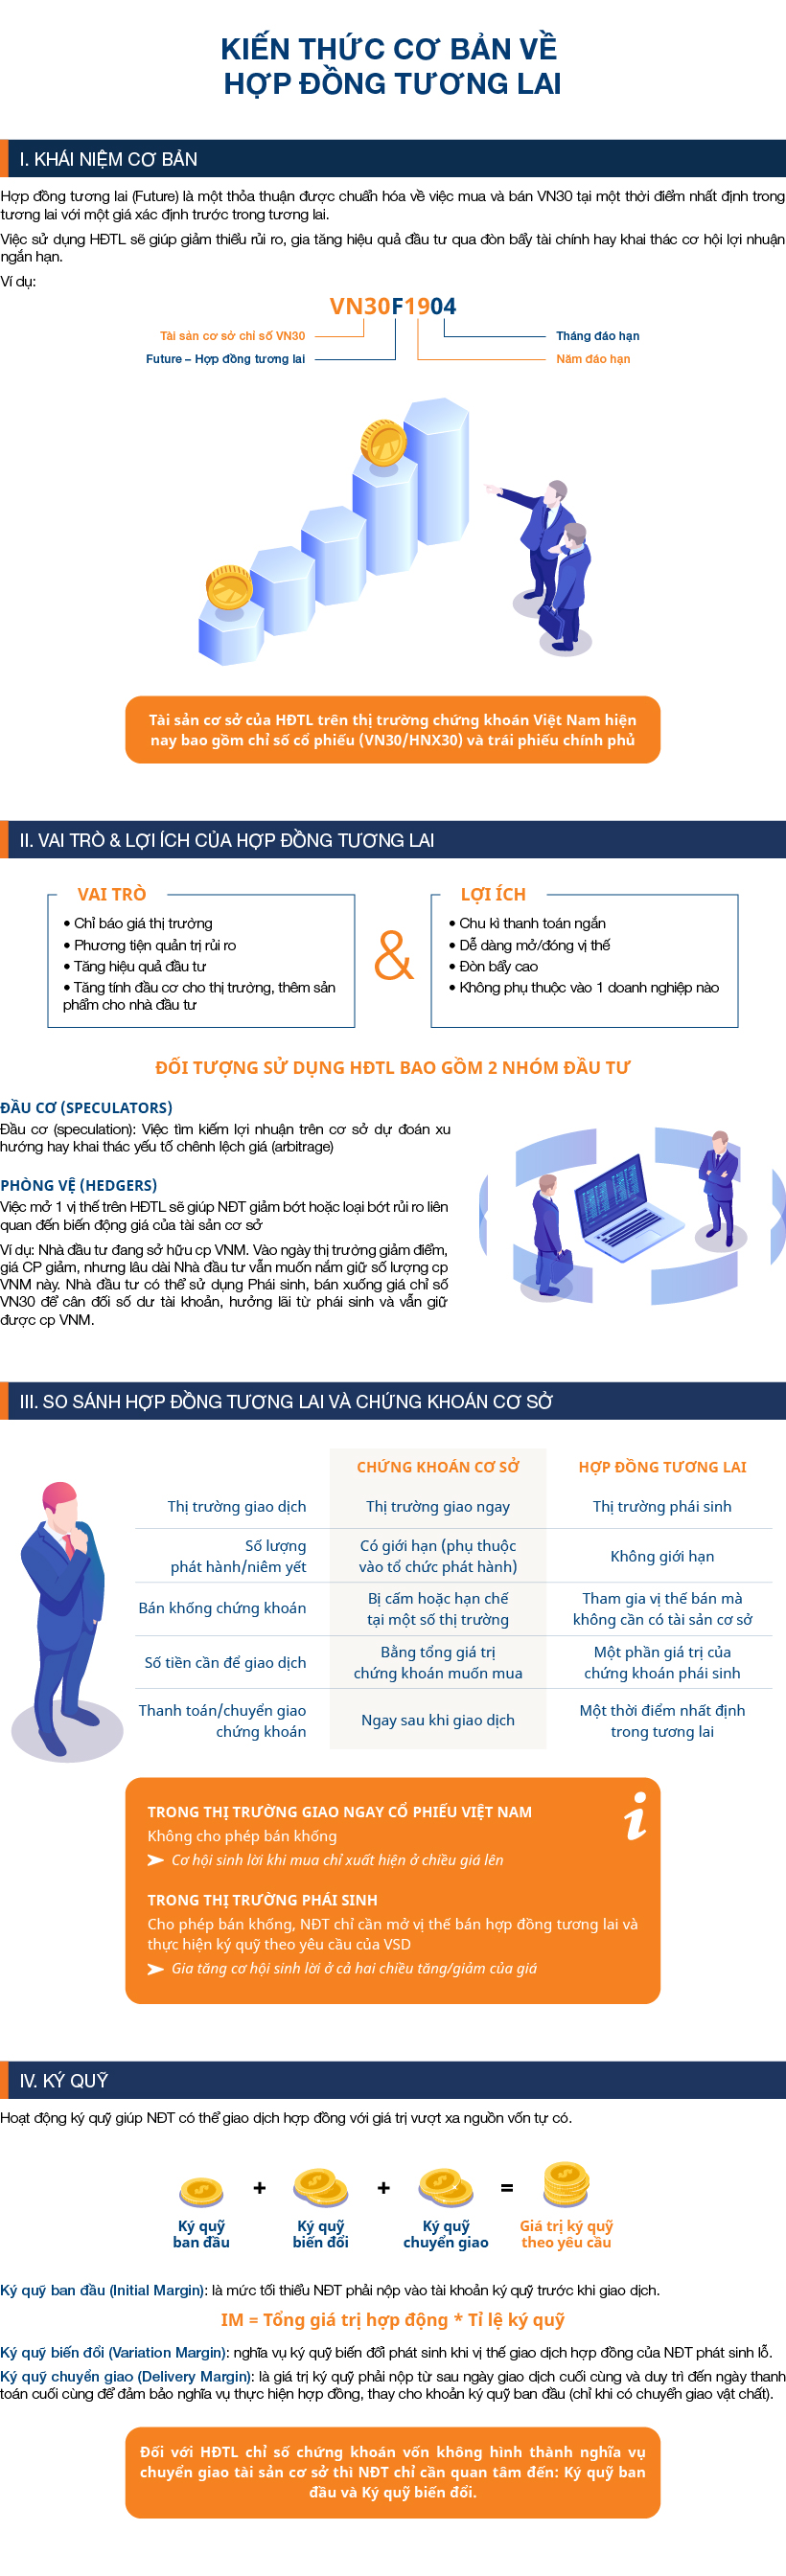 KIẾN THỨC CƠ BẢN VỀ
HỢP ĐỒNG TƯƠNG LAI
I. KHÁI NIỆM CƠ BẢN
Hợp đồng tương lai (Future) là một thỏa thuận được chuẩn hóa về việc mua và bán VN30 tại một thời điểm nhất định trong
tương lai với một giá xác định trước trong tương lai.
Việc sử dụng HĐTL sẽ giúp giảm thiểu rủi ro, gia tăng hiệu quả đầu tư qua đòn bẩy tài chính hay khai thác cơ hội lợi nhuận
ngắn hạn.
Ví dụ:
VN30F1904
Tài sản cơ sở chỉ số VN30
Tháng đáo hạn
Future – Hợp đồng tương lai
Năm đáo hạn
Tài sản cơ sở của HĐTL trên thị trường chứng khoán Việt Nam hiện
nay bao gồm chỉ số cổ phiếu (VN30/HNX30) và trái phiếu chính phủ
II. VAI TRÒ & LỢI ÍCH CỦA HỢP ĐỒNG TƯƠNG LAI
VAI TRÒ
• Chỉ báo giá thị trường
• Phương tiện quản trị rủi ro
• Tăng hiệu quả đầu tư
• Tăng tính đầu cơ cho thị trường, thêm sản
phẩm cho nhà đầu tư
&
LỢI ÍCH
• Chu kì thanh toán ngắn
• Dễ dàng mở/đóng vị thế
• Đòn bẩy cao
• Không phụ thuộc vào 1 doanh nghiệp nào
ĐỐI TƯỢNG SỬ DỤNG HĐTL BAO GỒM 2 NHÓM ĐẦU TƯ
ĐẦU CƠ (SPECULATORS)
Đầu cơ (speculation): Việc tìm kiếm lợi nhuận trên cơ sở dự đoán xu
hướng hay khai thác yếu tố chênh lệch giá (arbitrage)
PHÒNG VỆ (HEDGERS)
Việc mở 1 vị thế trên HĐTL sẽ giúp NĐT giảm bớt hoặc loại bớt rủi ro liên
quan đến biến động giá của tài sản cơ sở
Ví dụ: Nhà đầu tư đang sở hữu cp VNM. Vào ngày thị trường giảm điểm,
giá CP giảm, nhưng lâu dài Nhà đầu tư vẫn muốn nắm giữ số lượng cp
VNM này. Nhà đầu tư có thể sử dụng Phái sinh, bán xuống giá chỉ số
VN30 để cân đối số dư tài khoản, hưởng lãi từ phái sinh và vẫn giữ
được cp VNM.
III. SO SÁNH HỢP ĐỒNG TƯƠNG LAI VÀ CHỨNG KHOÁN CƠ SỞ
CHỨNG KHOÁN CƠ SỞ
HỢP ĐỒNG TƯƠNG LAI
Thị trường giao dịch
Thị trường giao ngay
Thị trường phái sinh
Số lượng
phát hành/niêm yết
Có giới hạn (phụ thuộc
vào tổ chức phát hành)
Không giới hạn
Bán khống chứng khoán
Bị cấm hoặc hạn chế
tại một số thị trường
Tham gia vị thế bán mà
không cần có tài sản cơ sở
Số tiền cần để giao dịch
Bằng tổng giá trị
chứng khoán muốn mua
Một phần giá trị của
chứng khoán phái sinh
Thanh toán/chuyển giao
chứng khoán
Ngay sau khi giao dịch
Một thời điểm nhất định
trong tương lai
i
TRONG THỊ TRƯỜNG GIAO NGAY CỔ PHIẾU VIỆT NAM
Không cho phép bán khống
➤ Cơ hội sinh lời khi mua chỉ xuất hiện ở chiều giá lên
TRONG THỊ TRƯỜNG PHÁI SINH
Cho phép bán khống, NĐT chỉ cần mở vị thế bán hợp đồng tương lai và
thực hiện ký quỹ theo yêu cầu của VSD
➤ Gia tăng cơ hội sinh lời ở cả hai chiều tăng/giảm của giá
IV. KÝ QUỸ
Hoạt động ký quỹ giúp NĐT có thể giao dịch hợp đồng với giá trị vượt xa nguồn vốn tự có.
+ + =
Ký quỹ
ban đầu
Ký quỹ
biến đổi
Ký quỹ
chuyển giao
Giá trị ký quỹ
theo yêu cầu
Ký quỹ ban đầu (Initial Margin): là mức tối thiểu NĐT phải nộp vào tài khoản ký quỹ trước khi giao dịch.
IM = Tổng giá trị hợp động * Tỉ lệ ký quỹ
Ký quỹ biến đổi (Variation Margin): nghĩa vụ ký quỹ biến đổi phát sinh khi vị thế giao dịch hợp đồng của NĐT phát sinh lỗ.
Ký quỹ chuyển giao (Delivery Margin): là giá trị ký quỹ phải nộp từ sau ngày giao dịch cuối cùng và duy trì đến ngày thanh
toán cuối cùng để đảm bảo nghĩa vụ thực hiện hợp đồng, thay cho khoản ký quỹ ban đầu (chỉ khi có chuyển giao vật chất).
Đối với HĐTL chỉ số chứng khoán vốn không hình thành nghĩa vụ
chuyển giao tài sản cơ sở thì NĐT chỉ cần quan tâm đến: Ký quỹ ban
đầu và Ký quỹ biến đổi.